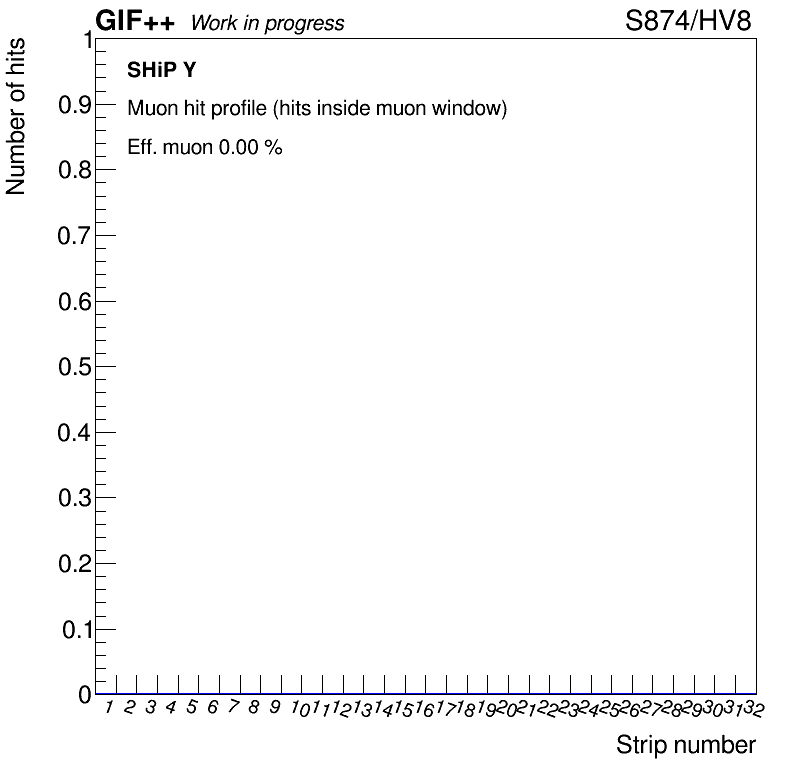 GIF++ Work in progress S874/HV8
Number of hits
SHiP Y
Muon hit profile (hits inside muon window)
Eff. muon 0.00 %
1
0.9
0.8
0.7
0.6
0.5
0.4
0.3
0.2
0.1
0
1 2 3 4 5 6 7 8 9 10 11 12 13 14 15 16 17 18 19 20 21 22 23 24 25 26 27 28 29 30 31 32
Strip number